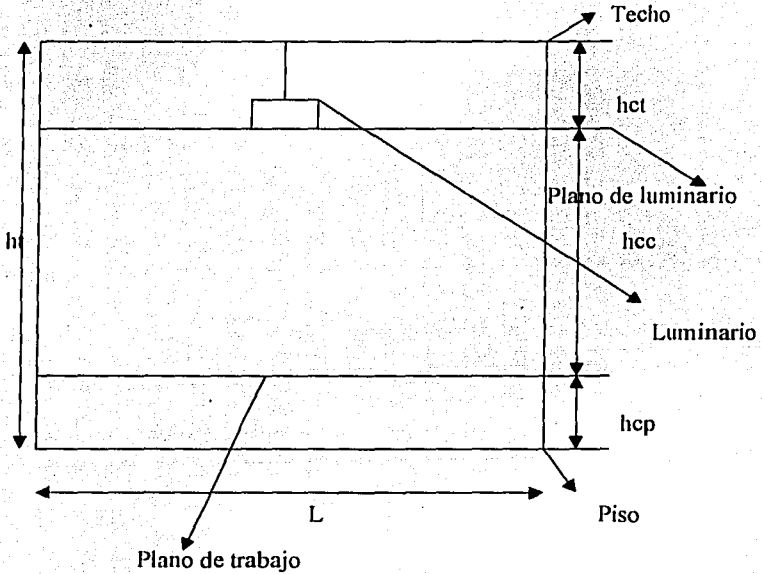 Techo
hct
Plano de luminario
ht
hcc
Luminario
hcp
L
Piso
Plano de trabajo